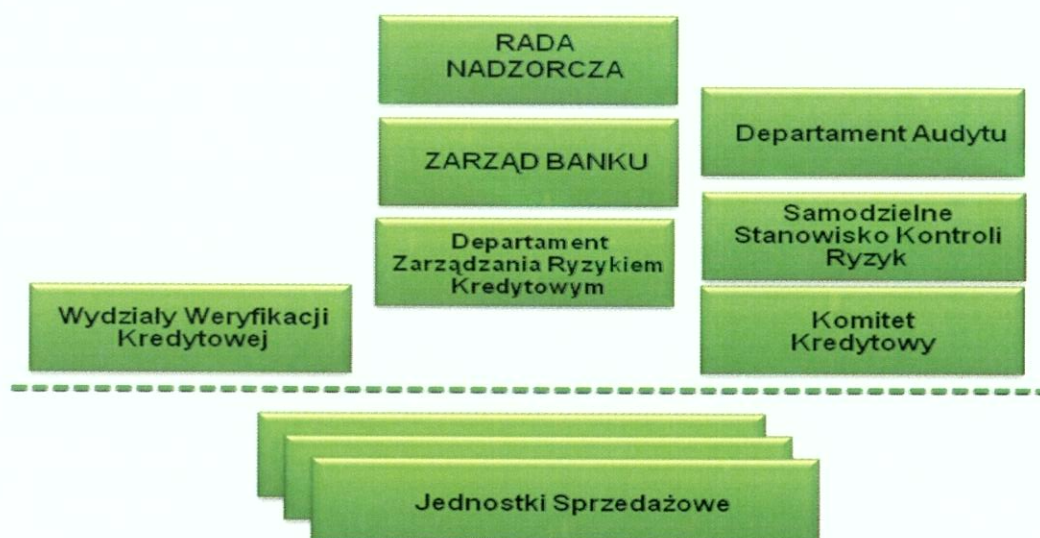 RADA
NADZORCZA
Departament Audytu
ZARZĄD BANKU
Samodzielne
Stanowisko Kontroli
Ryzyk
Departament
Zarządzania Ryzykiem
Kredytowym
Wydziały Weryfikacji
Kredytowej
Komitet
Kredytowy
Jednostki Sprzedażowe